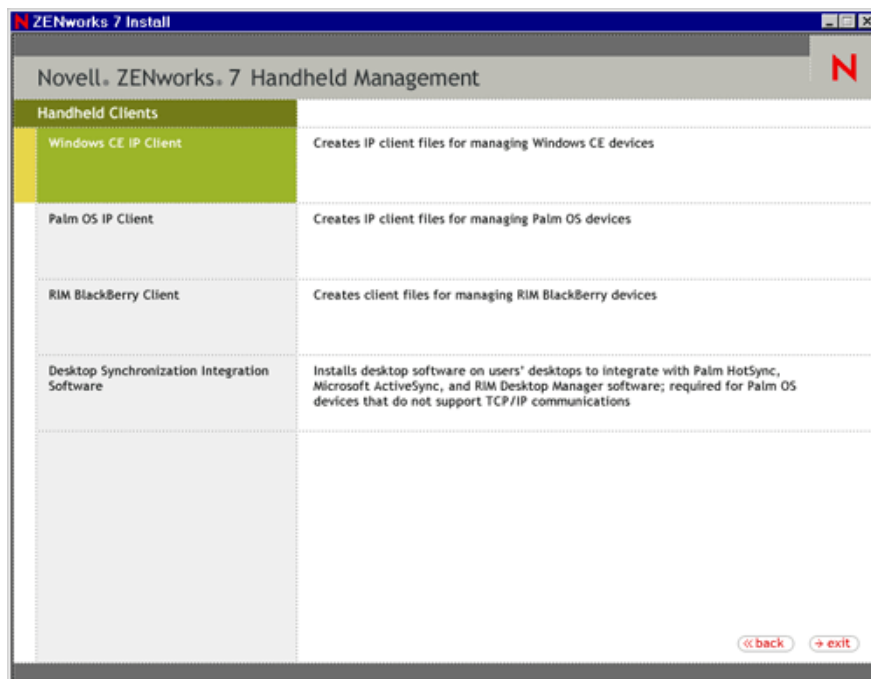 N ZENworks 7 Install
Novell. ZENworks. 7 Handheld Management
N
Handheld Clients
Windows CE IP Client
Creates IP client files for managing Windows CE devices
Palm OS IP Client
Creates IP client files for managing Palm OS devices
RIM BlackBerry Client
Creates client files for managing RIM BlackBerry devices
Desktop Synchronization Integration
Software
Installs desktop software on users' desktops to integrate with Palm HotSync,
Microsoft ActiveSync, and RIM Desktop Manager software; required for Palm OS
devices that do not support TCP/IP communications
«back
→ exit